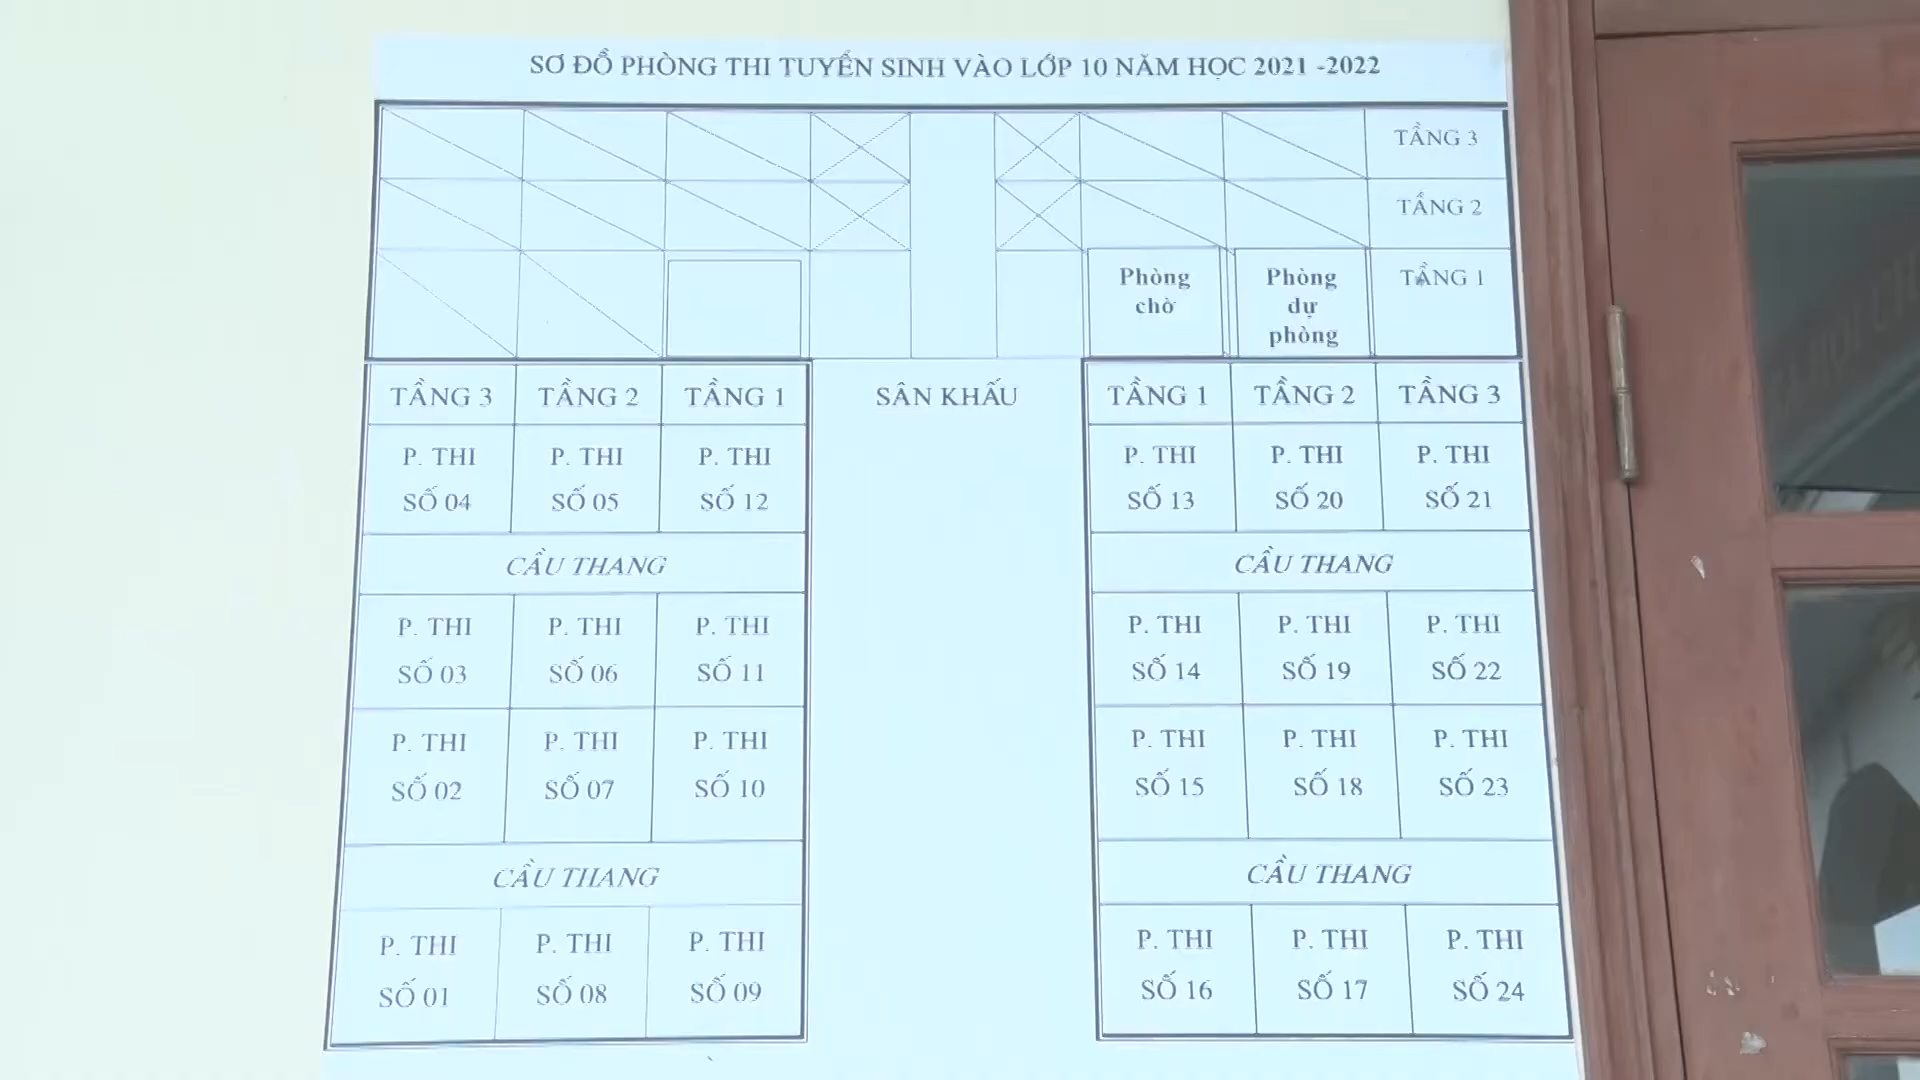 SƠ ĐỒ PHÒNG THI TUYỂN SINH VÀO LỚP 10 NĂM HỌC 2021 -2022
TẦNG 3
TẦNG 2
Phòng chờ
Phòng dự phòng
TẦNG 1
TẦNG 3 TẦNG 2 TẦNG 1 SÂN KHẤU TẦNG 1 TẦNG 2 TẦNG 3
P. THI P. THI P. THI P. THI P. THI P. THI
SỐ 04 SỐ 05 SỐ 12 SỐ 13 SỐ 20 SỐ 21
CẦU THANG CẦU THANG
P. THI P. THI P. THI P. THI P. THI P. THI
SỐ 03 SỐ 06 SỐ 11 SỐ 14 SỐ 19 SỐ 22
P. THI P. THI P. THI P. THI P. THI P. THI
SỐ 02 SỐ 07 SỐ 10 SỐ 15 SỐ 18 SỐ 23
CẦU THANG CẦU THANG
P. THI P. THI P. THI P. THI P. THI P. THI
SỐ 01 SỐ 08 SỐ 09 SỐ 16 SỐ 17 SỐ 24